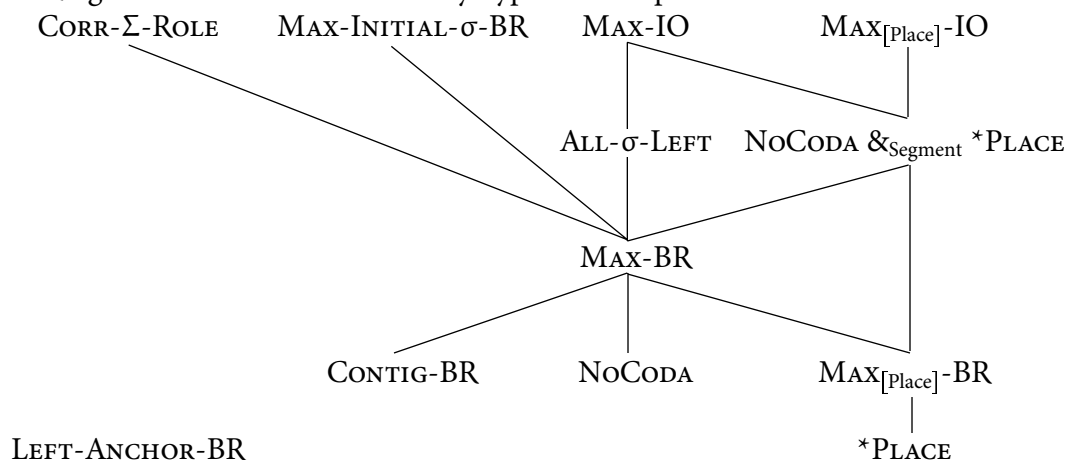 CORR-Σ-ROLE MAX-INITIAL-σ-BR MAX-IO MAX[Place]-IO
ALL-σ-LEFT NOCODA &Segment *PLACE
MAX-BR
CONTIG-BR NOCODA MAX[Place]-BR
LEFT-ANCHOR-BR *PLACE